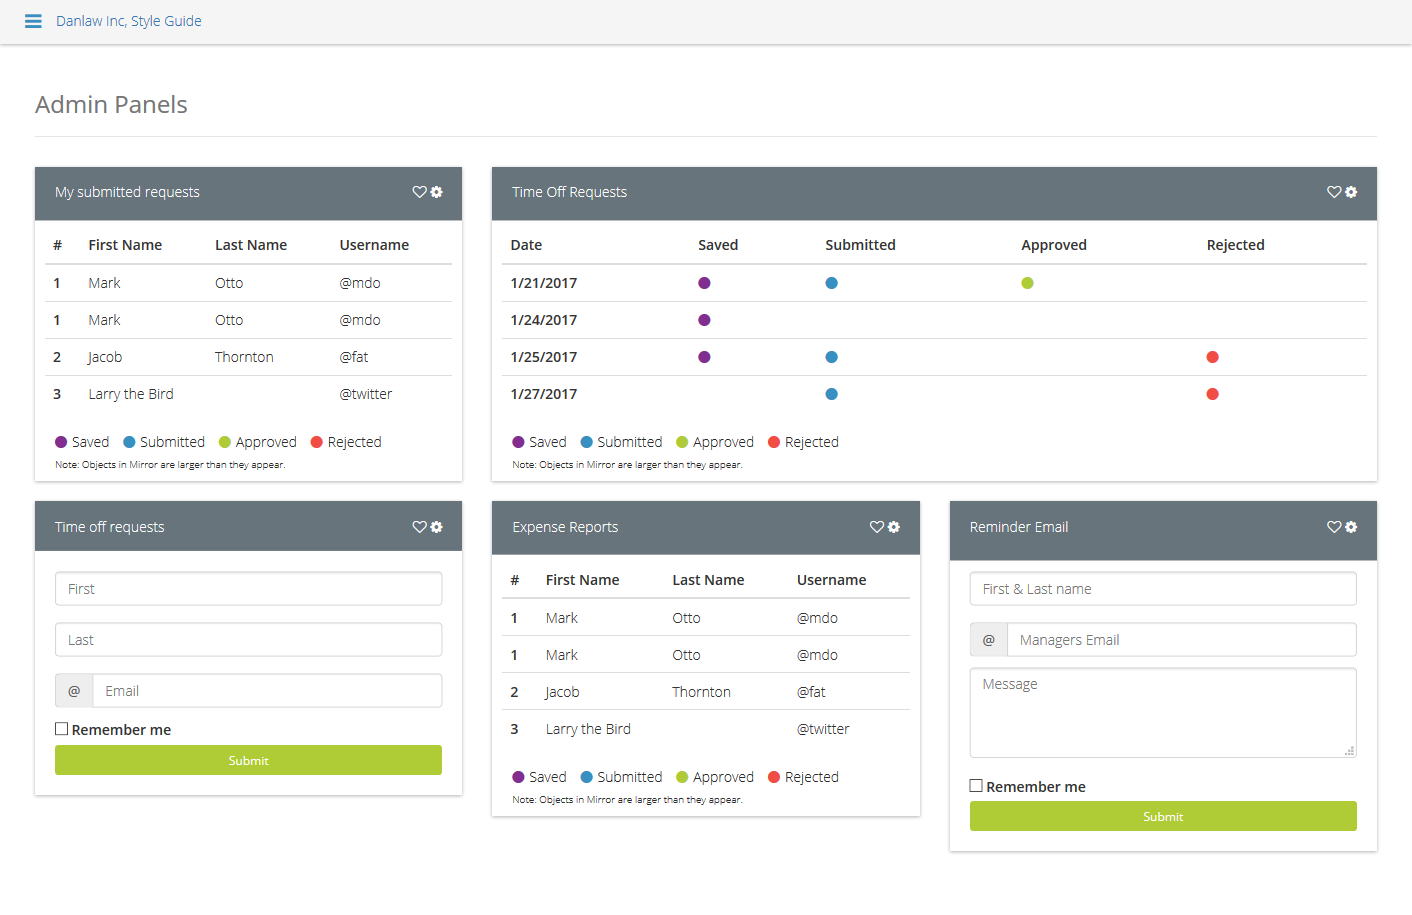 Danlaw Inc, Style Guide
Admin Panels
My submitted requests
# First Name Last Name Username
1 Mark Otto @mdo
1 Mark Otto @mdo
2 Jacob Thornton @fat
3 Larry the Bird @twitter
Saved Submitted Approved Rejected
Note: Objects in Mirror are larger than they appear.
Time Off Requests
Date Saved Submitted Approved Rejected
1/21/2017
1/24/2017
1/25/2017
1/27/2017
Saved Submitted Approved Rejected
Note: Objects in Mirror are larger than they appear.
Time off requests
First
Last
@ Email
Remember me
Submit
Expense Reports
# First Name Last Name Username
1 Mark Otto @mdo
1 Mark Otto @mdo
2 Jacob Thornton @fat
3 Larry the Bird @twitter
Saved Submitted Approved Rejected
Note: Objects in Mirror are larger than they appear.
Reminder Email
First & Last name
@ Managers Email
Message
Remember me
Submit